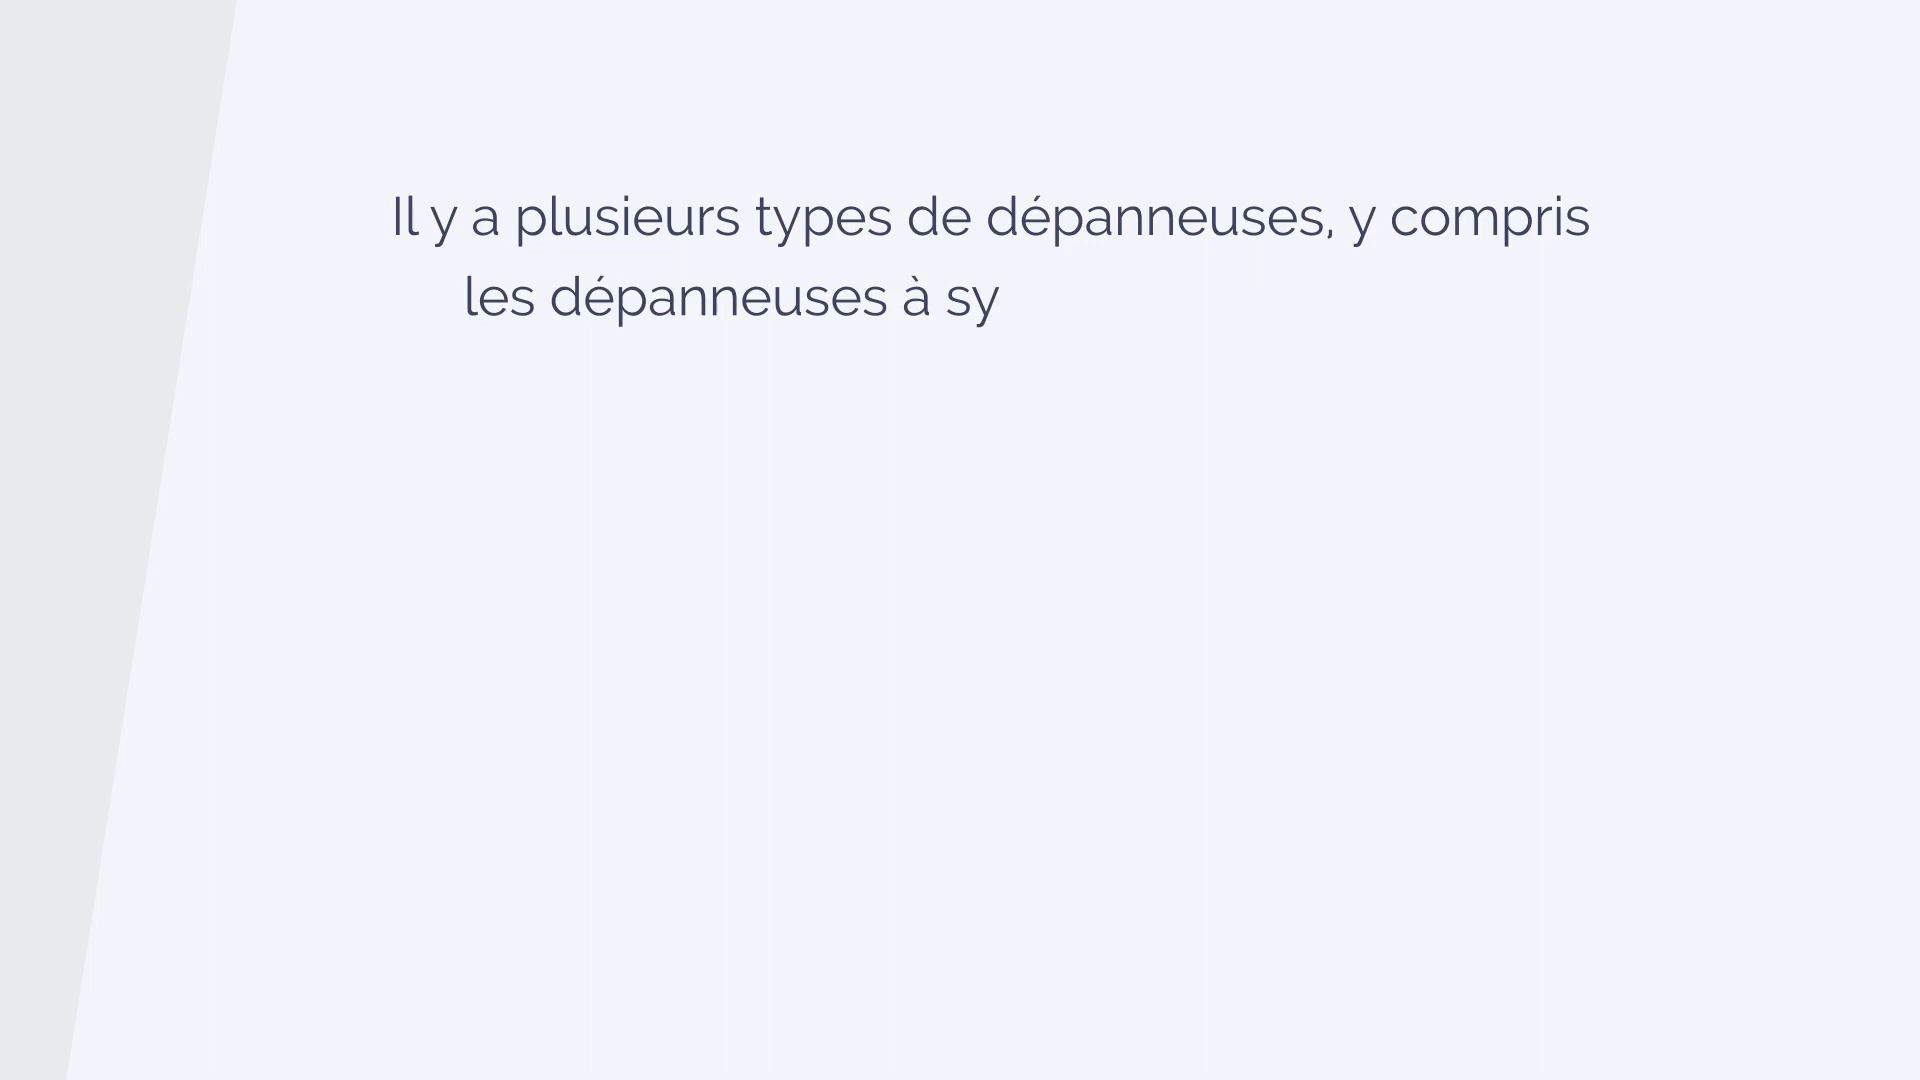 Il y a plusieurs types de dépanneuses, y compris
les dépanneuses à sy